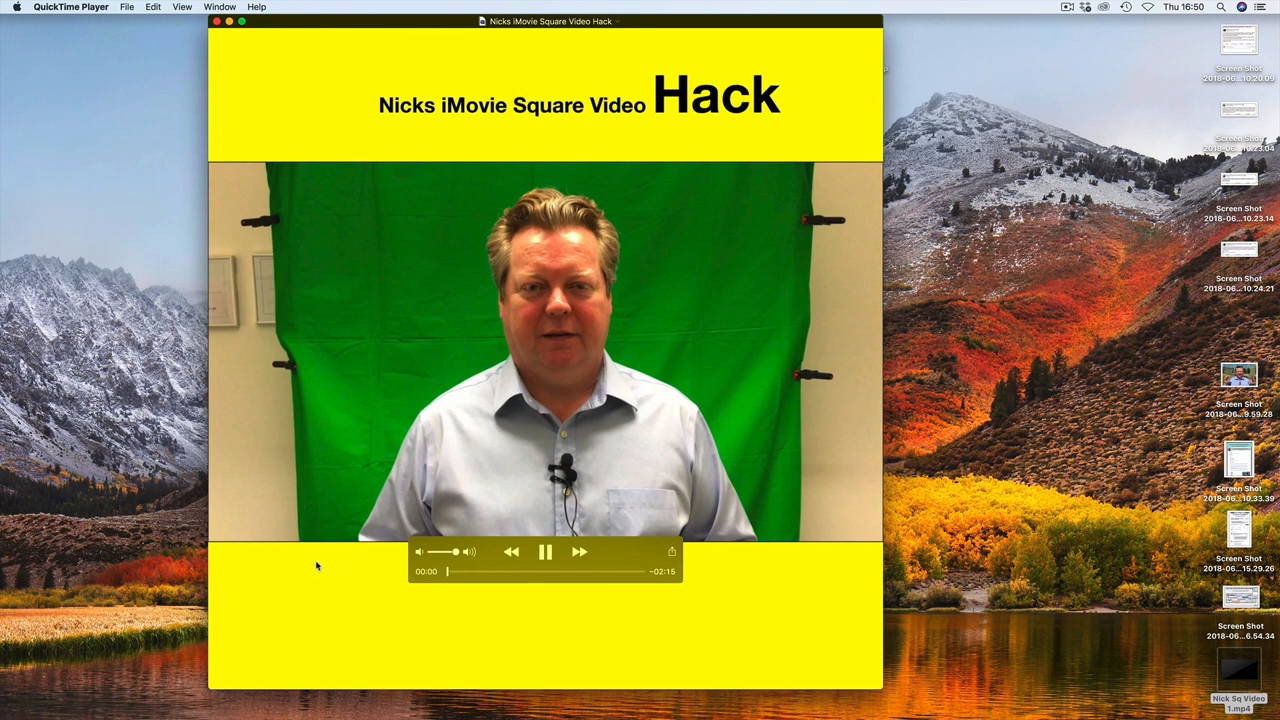 QuickTime Player File Edit View Window Help Thu 16:50
Nicks iMovie Square Video Hack
Nicks iMovie Square Video Hack
00:00 −02:15
Screen Shot
2018-06...10.20.09
Screen Shot
2018-06...10.23.04
Screen Shot
2018-06...10.23.14
Screen Shot
2018-06...10.24.21
Screen Shot
2018-06...9.59.28
Screen Shot
2018-06...10.33.39
Screen Shot
2018-06...15.29.26
Screen Shot
2018-06...6.54.34
Nick Sq Video
1.mp4